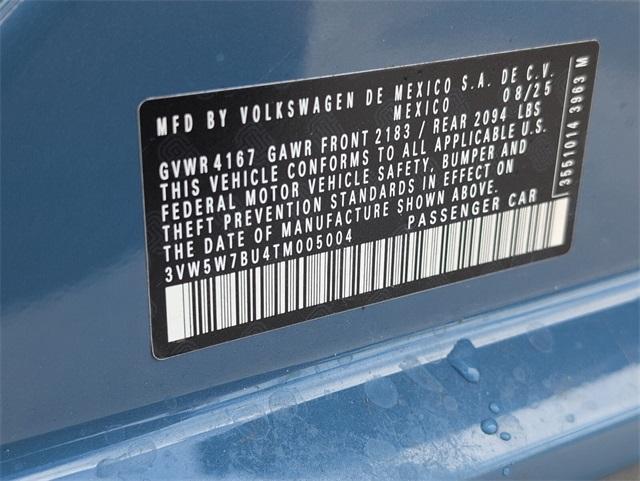 MFD BY VOLKSWAGEN DE MEXICO S.A. DE C.V.
MEXICO 08/25
GVWR 4167 GAWR FRONT 2183 / REAR 2094 LBS
THIS VEHICLE CONFORMS TO ALL APPLICABLE U.S.
FEDERAL MOTOR VEHICLE SAFETY, BUMPER AND
THEFT PREVENTION STANDARDS IN EFFECT ON
THE DATE OF MANUFACTURE SHOWN ABOVE.
3VW5W7BU4TM005004 PASSENGER CAR
3551014 3963 M